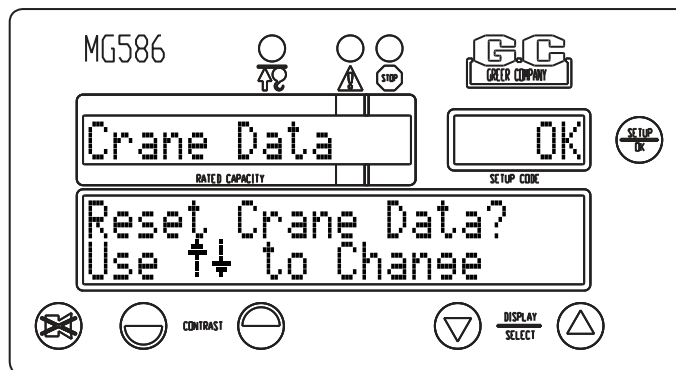 MG586
STOP
G.C
GREER COMPANY
Crane Data
OK
SETUP
OK
RATED CAPACITY
SETUP CODE
Reset Crane Data?
Use ↑↓ to Change
CONTRAST
DISPLAY
SELECT